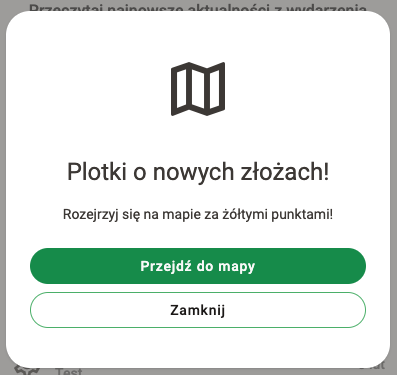 Przeczytaj najnowsze aktualności z wydarzenia
Plotki o nowych złożach!
Rozejrzyj się na mapie za żółtymi punktami!
Przejdź do mapy
Zamknij
Test